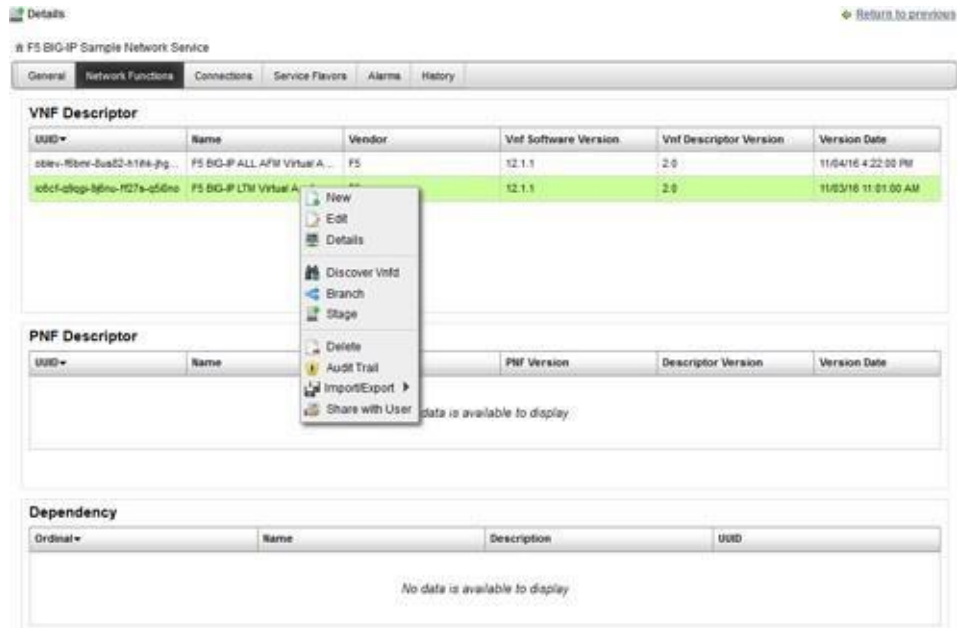 Details
Return to previous
F5 BIG-IP Sample Network Service
General Network Functions Connections Service Flavors Alarms History
VNF Descriptor
UUID Name Vendor Vnf Software Version Vnf Descriptor Version Version Date
F5 BIG-IP ALL AFM Virtual A... F5 12.1.1 2.0 11/04/16 4:22:00 PM
F5 BIG-IP LTM Virtual 12.1.1 2.0 11/03/16 11:01:00 AM
New
Edit
Details
Discover Vnfd
Branch
Stage
Delete
Audit Trail
Import/Export
Share with User
PNF Descriptor
UUID Name PNF Version Descriptor Version Version Date
data is available to display
Dependency
Ordinal Name Description UUID
No data is available to display